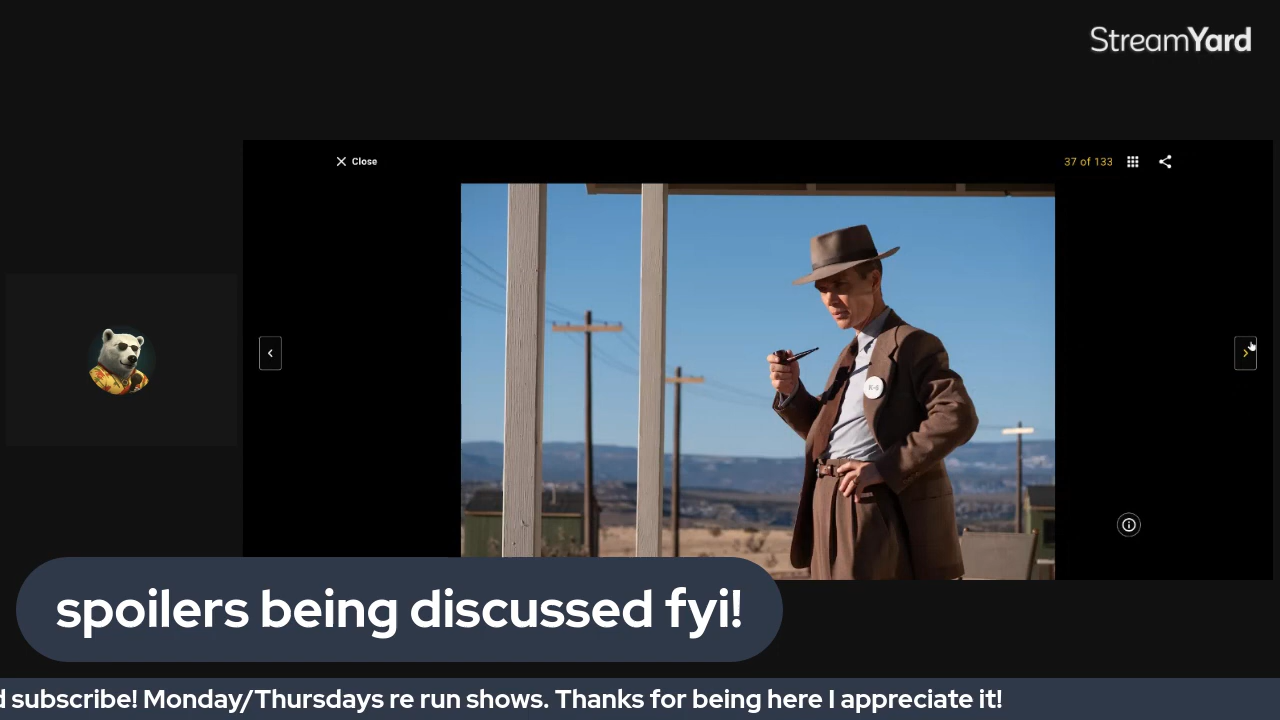 StreamYard
Close
37 of 133
K-6
spoilers being discussed fyi!
subscribe! Monday/Thursdays re run shows. Thanks for being here I appreciate it!